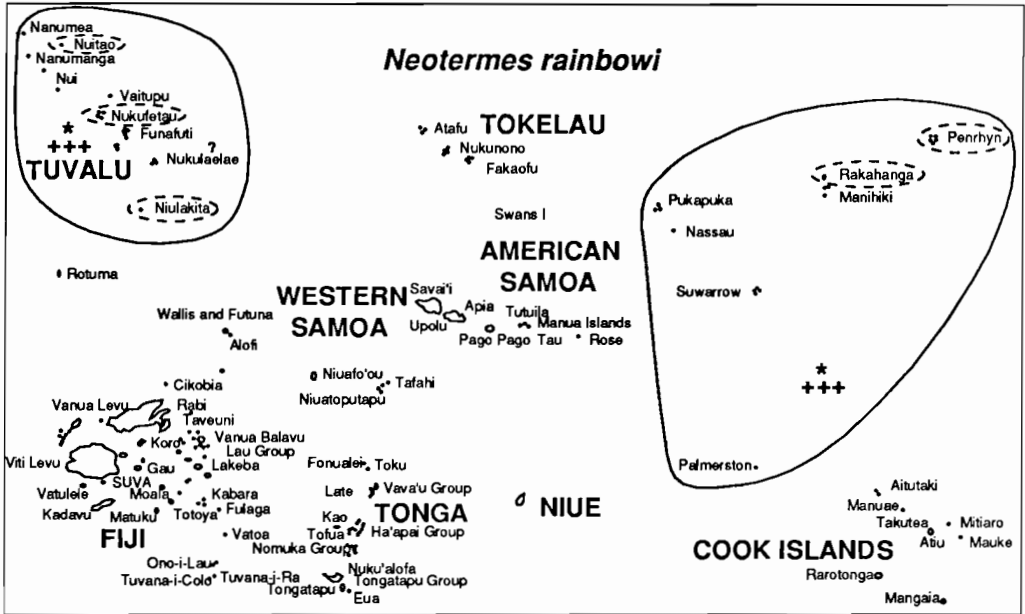 Neotermes rainbowi
Nanumea
Nuitao
Nanumanga
Nui
Vaitupu
Nukufetau
*
Funafuti
+++
?
Nukulaelae
TUVALU
Niulakita
Atafu
TOKELAU
Nukunono
Fakaofu
Swans I
Penrhyn
Rakahanga
Manihiki
Pukapuka
Nassau
Suwarrow
*
+++
Palmerston
Rotuma
AMERICAN
SAMOA
WESTERN
SAMOA
Savai'i
Apia
Upolu
Tutuila
Manua Islands
Pago Pago Tau
Rose
Wallis and Futuna
Alofi
Niuafo'ou
Tafahi
Niuatoputapu
Cikobia
Vanua Levu
Rabi
Taveuni
Koro
Vanua Balavu
Lau Group
Viti Levu
Gau
Lakeba
SUVA
Vatulele
Moala
Kabara
Kadavu
Matuku
Totoya
Fulaga
FIJI
Vatoa
Ono-i-Lau
Tuvana-i-Colo
Tuvana-i-Ra
Fonualei
Toku
Late
Vava'u Group
Kao
TONGA
Tofua
Ha'apai Group
Nomuka Group
Nuku'alofa
Tongatapu
Tongatapu Group
Eua
NIUE
Aitutaki
Manuae
Takutea
Mitiaro
Atiu
Mauke
COOK ISLANDS
Rarotonga
Mangaia